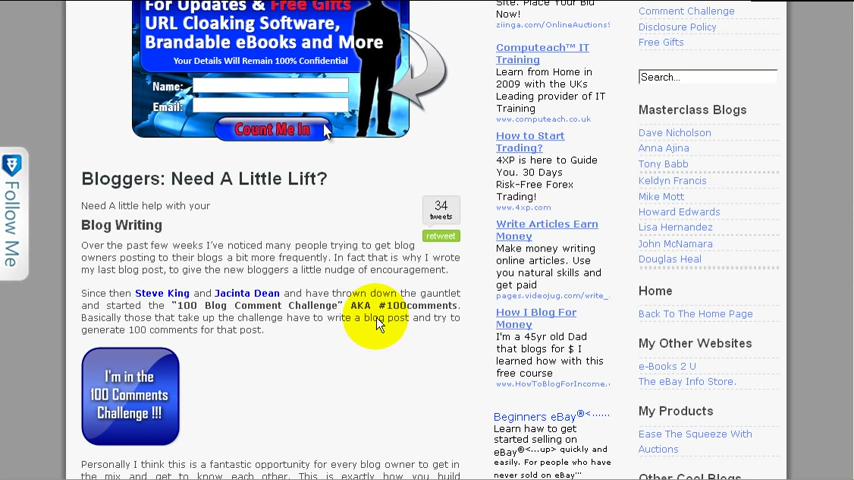 For Updates & Free Gifts
URL Cloaking Software,
Brandable eBooks and More
Your Details Will Remain 100% Confidential
Name:
Email:
Count Me In
Follow Me
Bloggers: Need A Little Lift?
Need A little help with your
Blog Writing
34
tweets
retweet
Over the past few weeks I've noticed many people trying to get blog
owners posting to their blogs a bit more frequently. In fact that is why I wrote
my last blog post, to give the new bloggers a little nudge of encouragement.
Since then Steve King and Jacinta Dean and have thrown down the gauntlet
and started the "100 Blog Comment Challenge" AKA #100comments.
Basically those that take up the challenge have to write a blog post and try to
generate 100 comments for that post.
I'm in the
100 Comments
Challenge !!!
Personally I think this is a fantastic opportunity for every blog owner to get in
the mix and get to know each other. This is exactly how you build
site. Place Your Bid
Now!
ziinga.com/OnlineAuctions
Computeach™ IT
Training
Learn from Home in
2009 with the UKs
Leading provider of IT
Training
www.computeach.co.uk
How to Start
Trading?
4XP is here to Guide
You. 30 Days
Risk-Free Forex
Training!
www.4xp.com
Write Articles Earn
Money
Make money writing
online articles. Use
you natural skills and
get paid
pages.videojug.com/write_
How I Blog For
Money
I'm a 45yr old Dad
that blogs for $ I
learned how with this
free course
www.HowToBlogForIncome.
Beginners eBay®<......
Learn haw to get
started selling on
eBay®<...up> quickly and
easily. For people who have
never sold on eBay'"
Comment Challenge
Disclosure Policy
Free Gifts
Search...
Masterclass Blogs
Dave Nicholson
Anna Ajina
Tony Babb
Keldyn Francis
Mike Mott
Howard Edwards
Lisa Hernandez
John McNamara
Douglas Heal
Home
Back To The Home Page
My Other Websites
e-Books 2 U
The eBay Info Store.
My Products
Ease The Squeeze With
Auctions
Other Cool Blogs